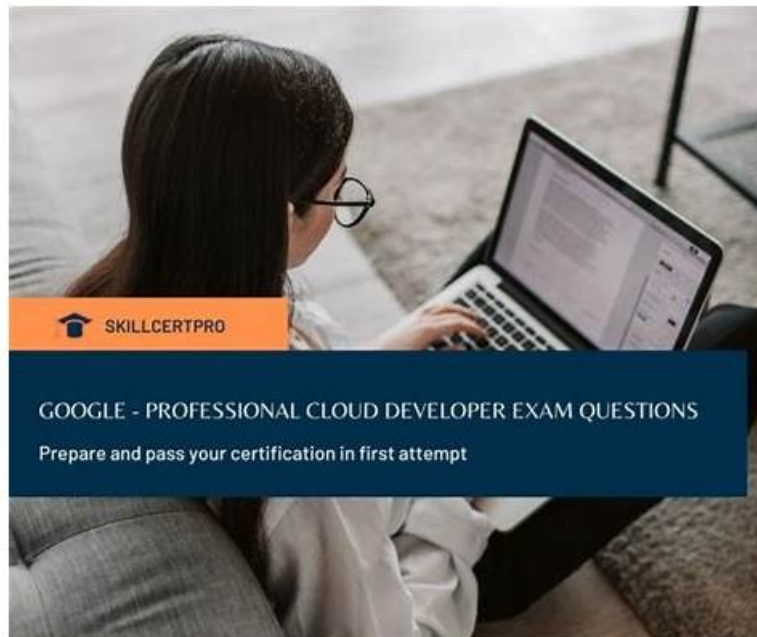 SKILLCERTPRO
GOOGLE - PROFESSIONAL CLOUD DEVELOPER EXAM QUESTIONS
Prepare and pass your certification in first attempt